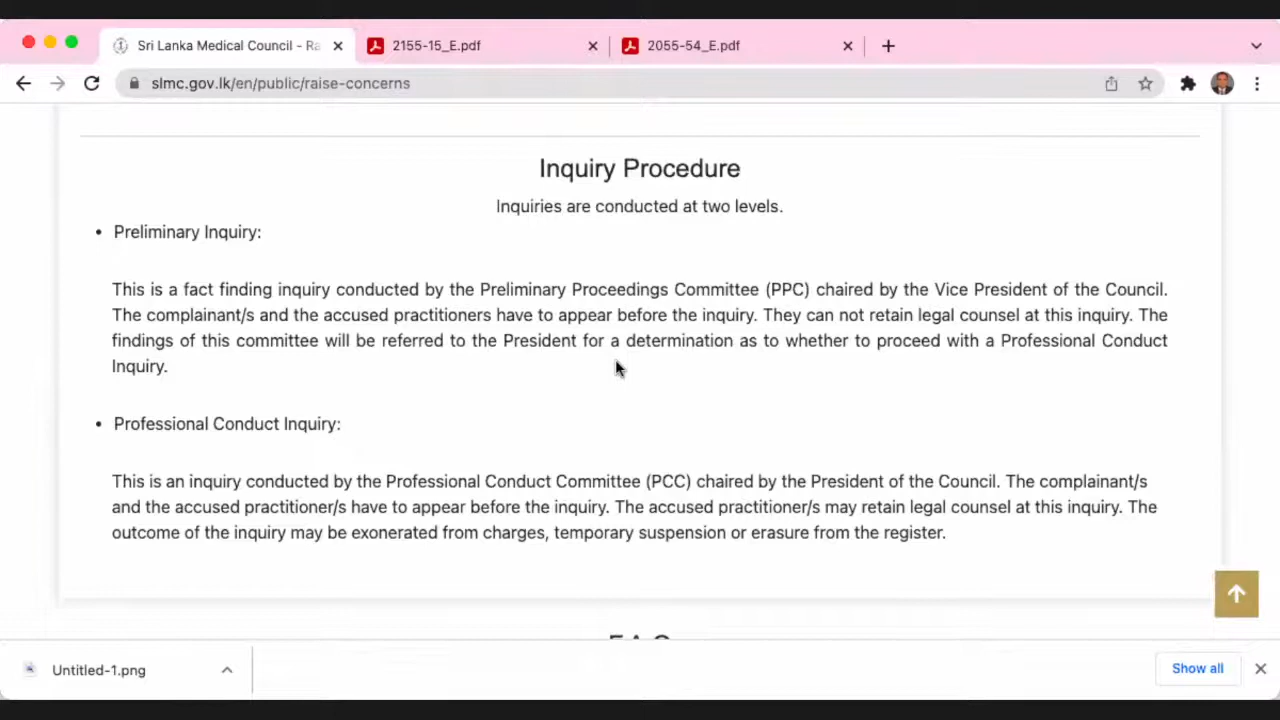 Sri Lanka Medical Council - Ra
2155-15_E.pdf
2055-54_E.pdf
slmc.gov.lk/en/public/raise-concerns
Inquiry Procedure
Inquiries are conducted at two levels.
• Preliminary Inquiry:
This is a fact finding inquiry conducted by the Preliminary Proceedings Committee (PPC) chaired by the Vice President of the Council.
The complainant/s and the accused practitioners have to appear before the inquiry. They can not retain legal counsel at this inquiry. The
findings of this committee will be referred to the President for a determination as to whether to proceed with a Professional Conduct
Inquiry.
• Professional Conduct Inquiry:
This is an inquiry conducted by the Professional Conduct Committee (PCC) chaired by the President of the Council. The complainant/s
and the accused practitioner/s have to appear before the inquiry. The accused practitioner/s may retain legal counsel at this inquiry. The
outcome of the inquiry may be exonerated from charges, temporary suspension or erasure from the register.
Untitled-1.png
Show all